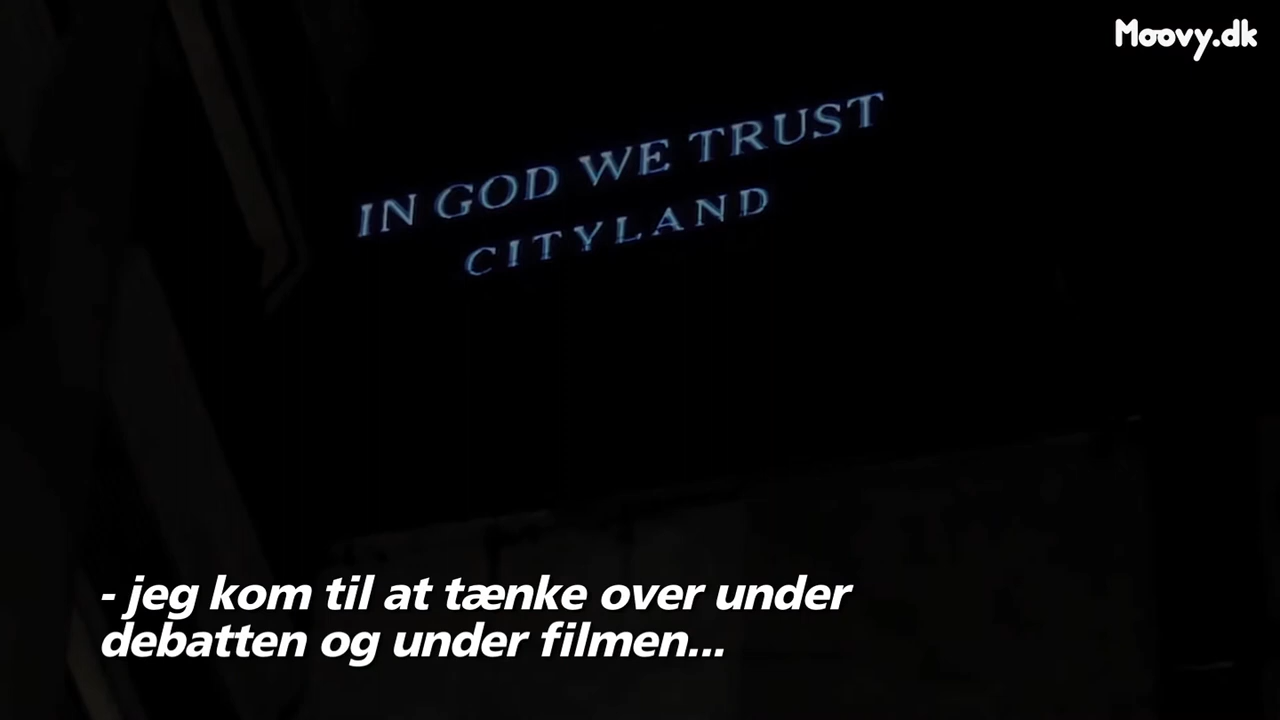 Moovy.dk
IN GOD WE TRUST
CITYLAND
- jeg kom til at tænke over under
debatten og under filmen...